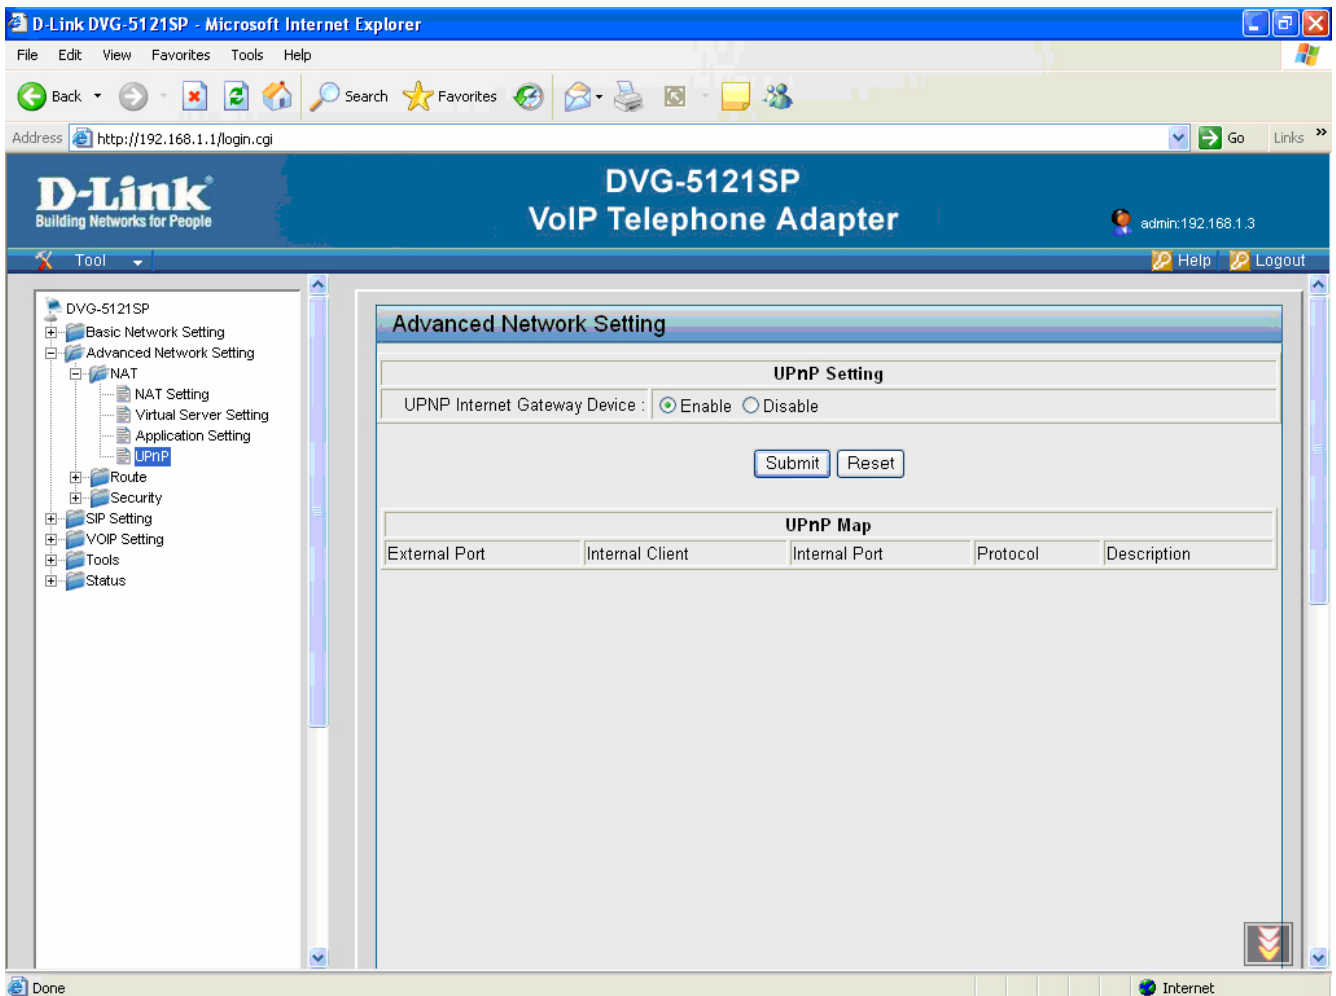 D-Link DVG-5121SP - Microsoft Internet Explorer
File Edit View Favorites Tools Help
Back Search Favorites
Address http://192.168.1.1/login.cgi Go Links »
D-Link®
Building Networks for People
DVG-5121SP
VoIP Telephone Adapter
admin:192.168.1.3
Tool Help Logout
DVG-5121SP
Basic Network Setting
Advanced Network Setting
NAT
NAT Setting
Virtual Server Setting
Application Setting
UPnP
Route
Security
SIP Setting
VOIP Setting
Tools
Status
Advanced Network Setting
UPnP Setting
UPNP Internet Gateway Device : Enable Disable
Submit Reset
UPnP Map
External Port Internal Client Internal Port Protocol Description
Done Internet